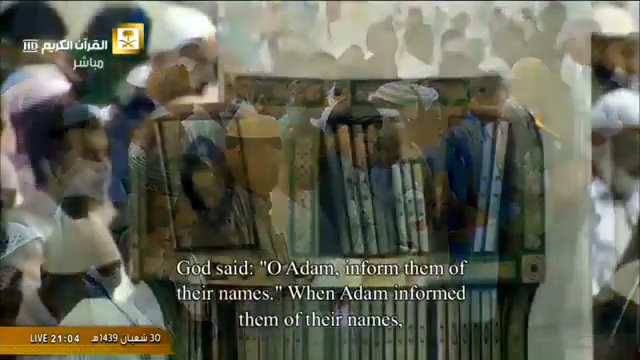 HD القرآن الكريم
مباشر
God said: "O Adam, inform them of
their names." When Adam informed
them of their names,
LIVE 21:04 30 شعبان 1439هـ